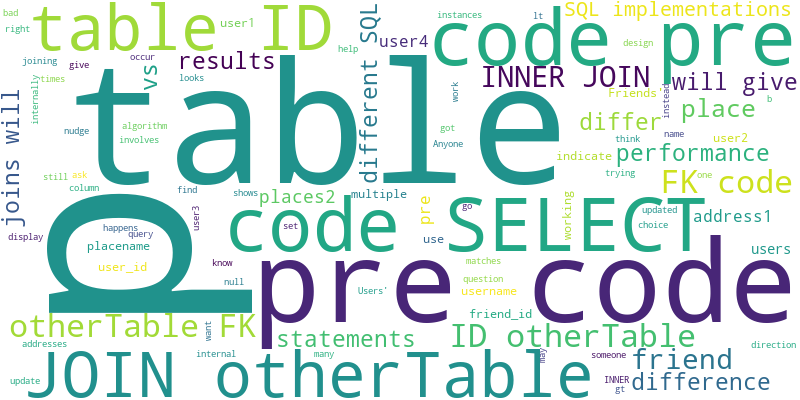 bad
table ID
user1
different SQL
instances
lt
SQL implementations
right
occur
user4
code pre
design
joining
give
vs
results
help
internally
times
looks
INNER JOIN
will give
joins will
table
work
Friends'
instead
b
nudge
algorithm
involves
got
differ
place
Anyone
name
user2
still
ask
think
indicate
performance
column
find
shows
places2
multiple
trying
FK code
one
p
user3
code SELECT
pre
working
updated
choice
address1
display
happens
query
set
go
placename
use
users
know
matches
user_id
null
pre code
question
Users'
username
otherTable FK
want
statements
friend_id
ID otherTable
direction
addresses
internal
many
may
someone
friend
update
JOIN otherTable
INNER
difference
gt